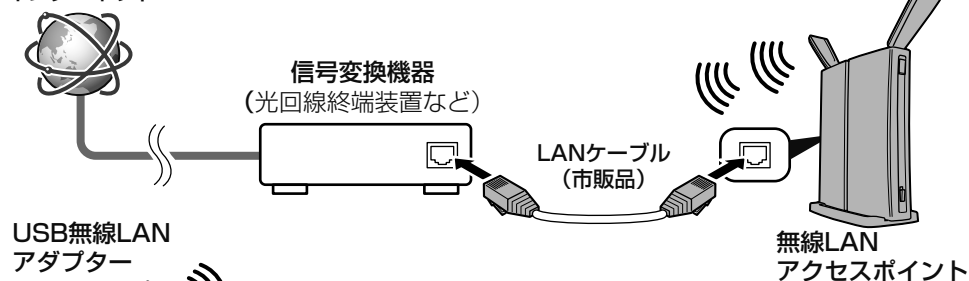 信号変換機器
(光回線終端装置など)
LANケーブル
(市販品)
USB無線LAN
アダプター
無線LAN
アクセスポイント